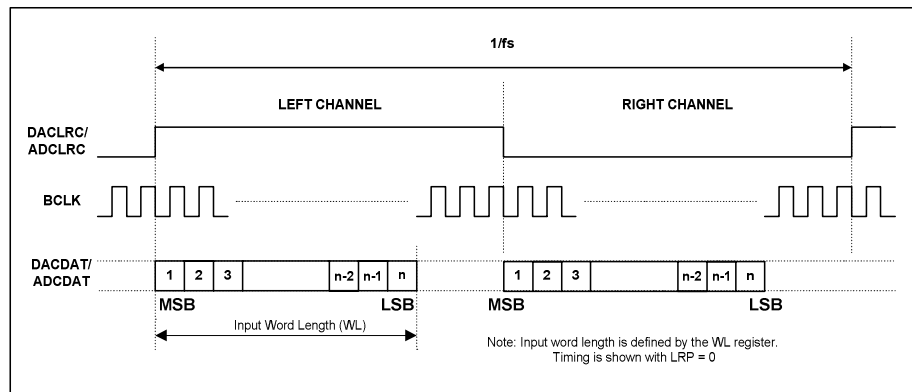 1/fs
LEFT CHANNEL
RIGHT CHANNEL
DACLRC/
ADCLRC
BCLK
DACDAT/
ADCDAT
1 2 3 n-2 n-1 n
1 2 3 n-2 n-1 n
MSB LSB MSB LSB
Input Word Length (WL)
Note: Input word length is defined by the WL register.
Timing is shown with LRP = 0